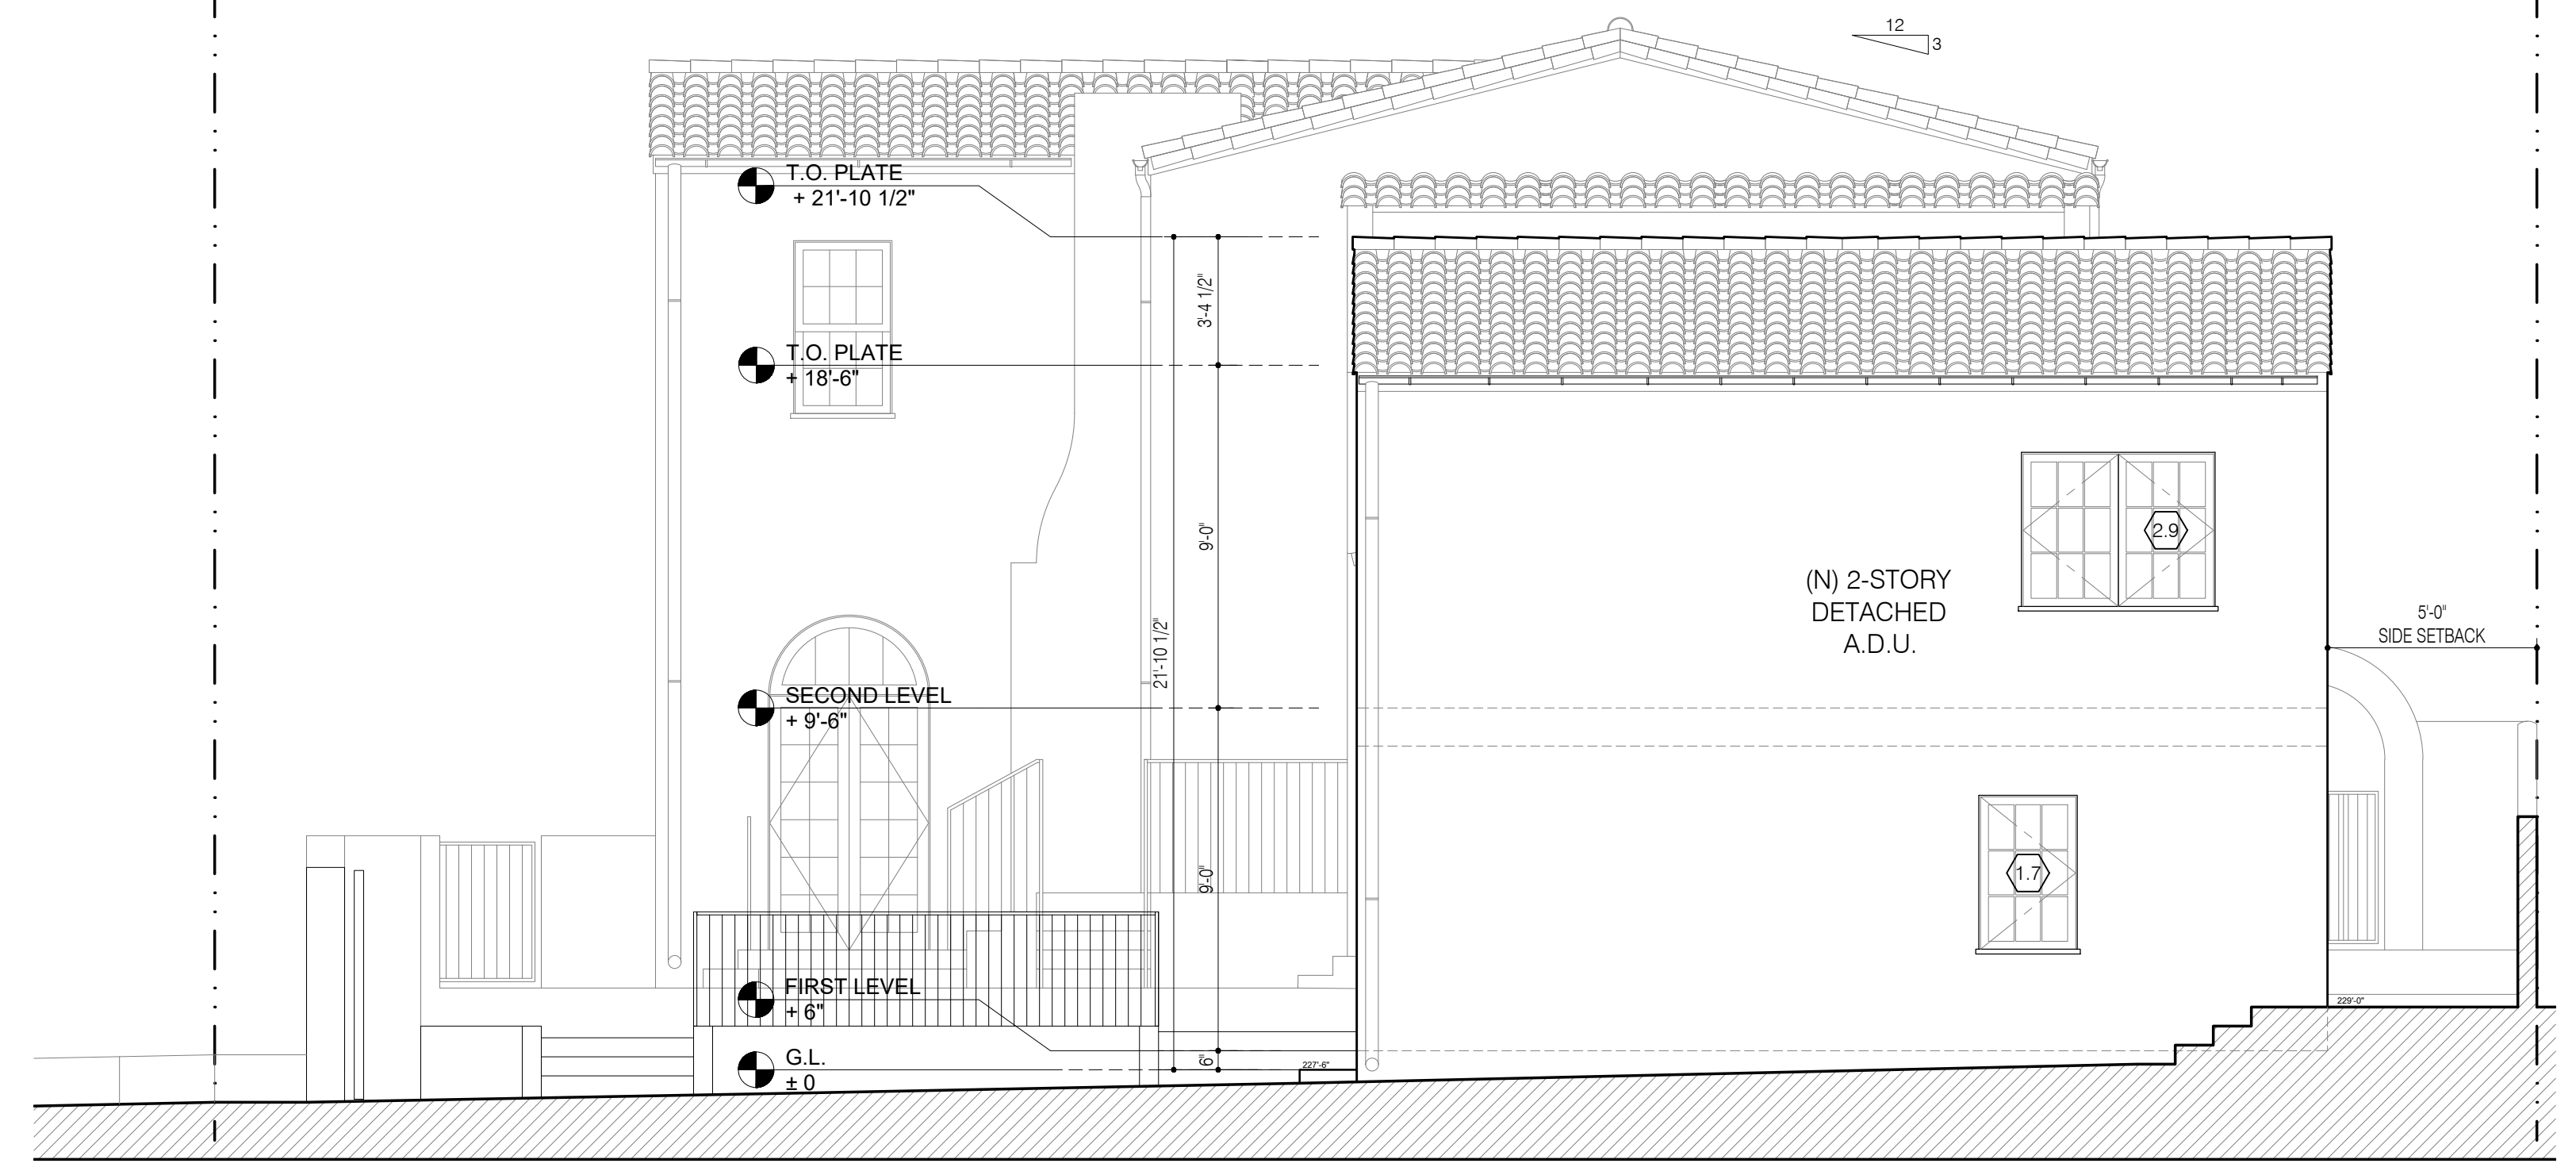 12
3
T.O. PLATE
+ 21'-10 1/2"
3'-4 1/2"
T.O. PLATE
+ 18'-6"
9'-0"
2.9
(N) 2-STORY
DETACHED
A.D.U.
5'-0"
SIDE SETBACK
21'-10 1/2"
SECOND LEVEL
+ 9'-6"
9'-0"
1.7
FIRST LEVEL
+ 6"
229'-0"
G.L.
± 0
6"
227'-6"